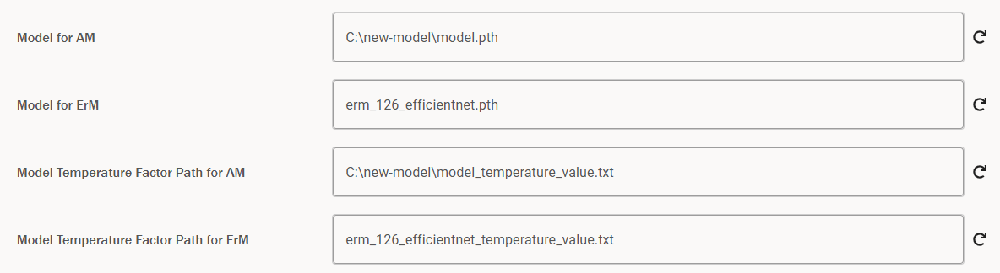 Model for AM
C:\new-model\model.pth
Model for ErM
erm_126_efficientnet.pth
Model Temperature Factor Path for AM
C:\new-model\model_temperature_value.txt
Model Temperature Factor Path for ErM
erm_126_efficientnet_temperature_value.txt